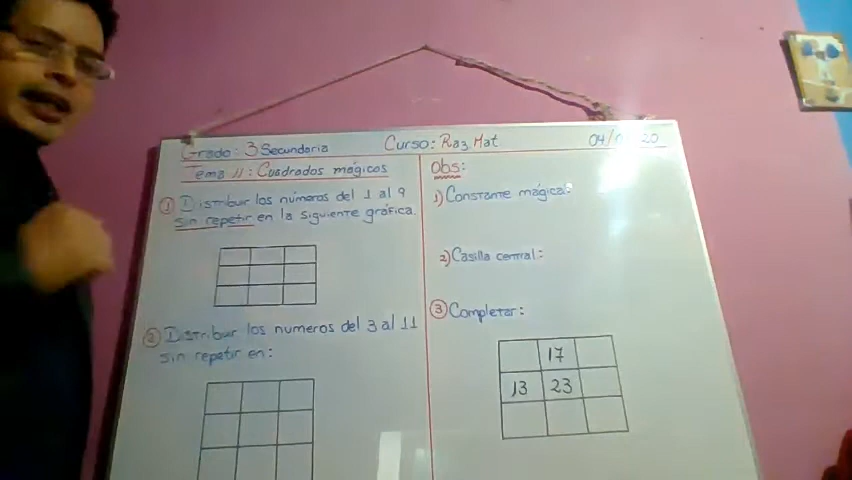 Grado: 3 Secundaria
Curso: Raz. Mat
Tema 11: Cuadrados mágicos
① Distribuir los números del 1 al 9
sin repetir en la siguiente gráfica.
② Distribuir los numeros del 3 al 11
sin repetir en:
Obs:
1) Constante mágica:
2) Casilla central:
③ Completar:
17
13 23